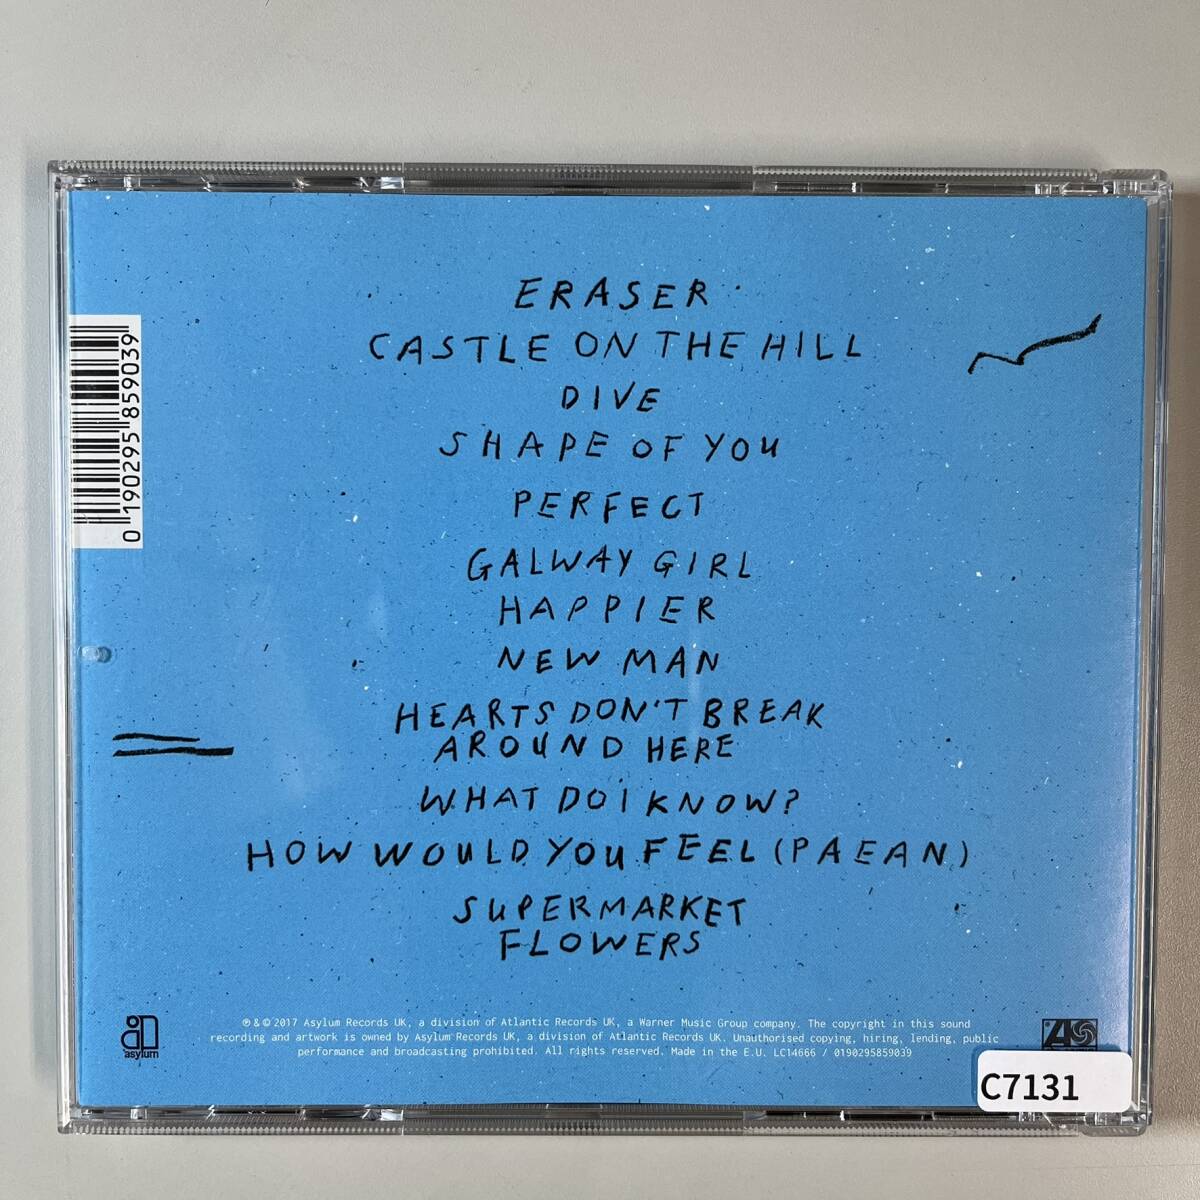 ERASER
CASTLE ON THE HILL
DIVE
SHAPE OF YOU
PERFECT
GALWAY GIRL
HAPPIER
NEW MAN
HEARTS DON'T BREAK
AROUND HERE
WHAT DO I KNOW?
HOW WOULD YOU FEEL (PAEAN)
SUPERMARKET
FLOWERS
0 190295 859039
asylum
℗ & © 2017 Asylum Records UK, a division of Atlantic Records UK, a Warner Music Group company. The copyright in this sound
recording and artwork is owned by Asylum Records UK, a division of Atlantic Records UK. Unauthorised copying, hiring, lending, public
performance and broadcasting prohibited. All rights reserved. Made in the E.U. LC14666 / 0190295859039
C7131